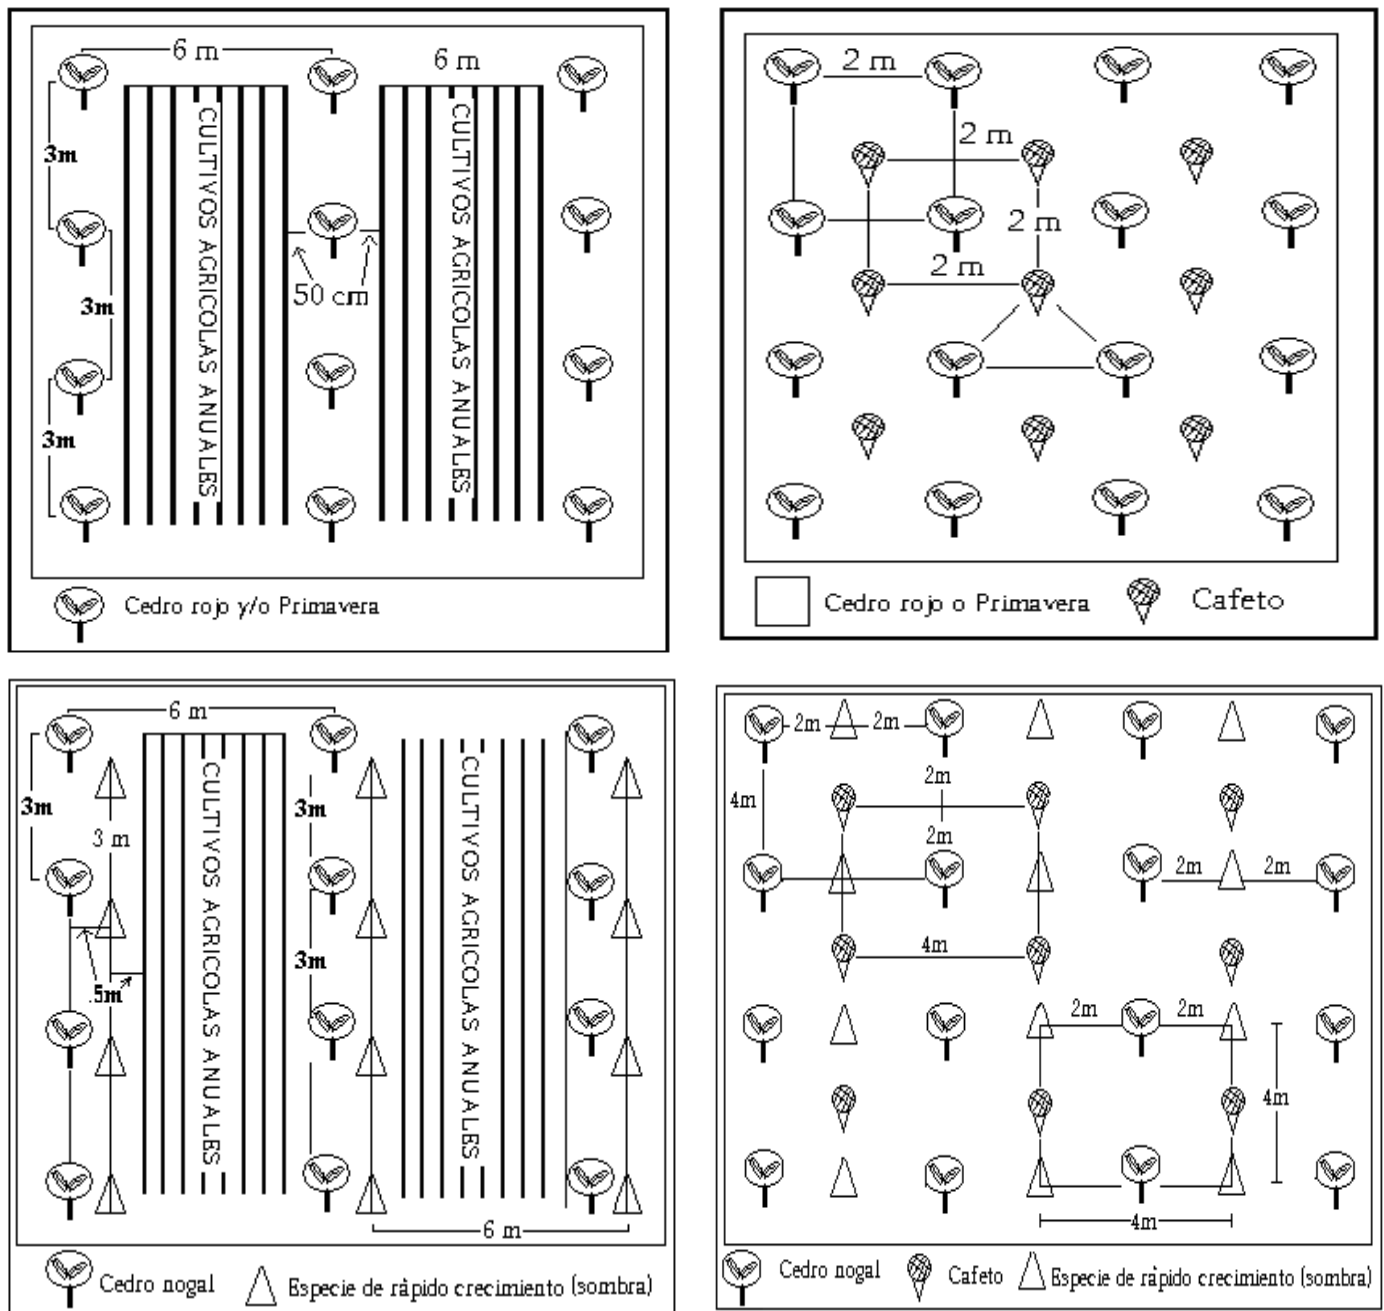 6 m
6 m
3m
CULTIVOS AGRICOLAS ANUALES
CULTIVOS AGRICOLAS ANUALES
50 cm
3m
3m
Cedro rojo y/o Primavera
2 m
2 m
2 m
2 m
Cedro rojo o Primavera
Cafeto
6 m
3m
3 m
3m
CULTIVOS AGRICOLAS ANUALES
CULTIVOS AGRICOLAS ANUALES
3m
.5m
6 m
Cedro nogal
Especie de ràpido crecimiento (sombra)
2m
2m
2m
4m
2m
2m
2m
4m
2m
2m
4m
4m
Cedro nogal
Cafeto
Especie de ràpido crecimiento (sombra)